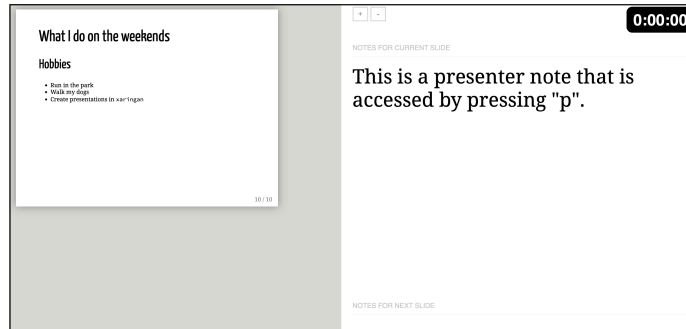 What I do on the weekends
Hobbies
• Run in the park
• Walk my dogs
• Create presentations in xaringan
10 / 10
+ -
0:00:00
NOTES FOR CURRENT SLIDE
This is a presenter note that is
accessed by pressing "p".
NOTES FOR NEXT SLIDE